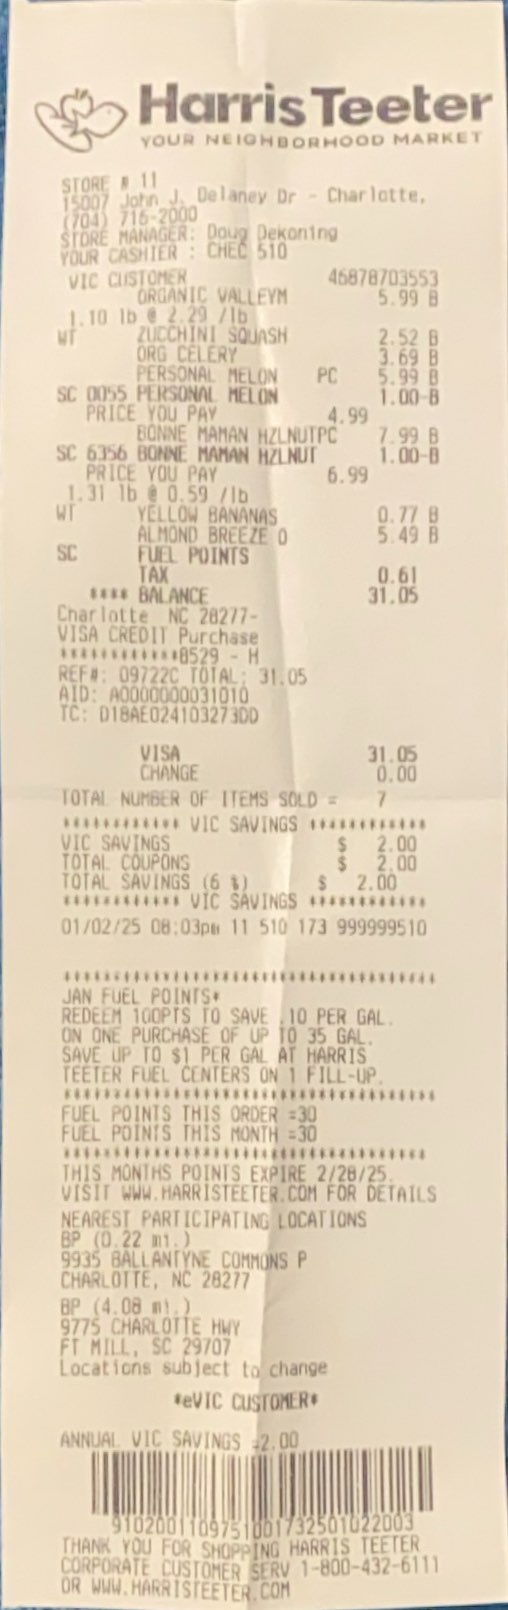 Harris Teeter
YOUR NEIGHBORHOOD MARKET
STORE # 11
15007 John J. Delaney Dr - Charlotte,
(704) 716-2000
STORE MANAGER: Doug Dekoning
YOUR CASHIER : CHEC 510
VIC CUSTOMER 46878703553
ORGANIC VALLEYM 5.99 B
1.10 lb @ 2.29 /lb
WT ZUCCHINI SQUASH 2.52 B
ORG CELERY 3.69 B
PERSONAL MELON PC 5.99 B
SC 0055 PERSONAL MELON 1.00-B
PRICE YOU PAY 4.99
BONNE MAMAN HZLNUTPC 7.99 B
SC 6356 BONNE MAMAN HZLNUT 1.00-B
PRICE YOU PAY 6.99
1.31 lb @ 0.59 /lb
WT YELLOW BANANAS 0.77 B
ALMOND BREEZE O 5.49 B
SC FUEL POINTS
TAX 0.61
**** BALANCE 31.05
Charlotte NC 28277-
VISA CREDIT Purchase
************8529 - H
REF#: 09722C TOTAL: 31.05
AID: A0000000031010
TC: D18AE024103273DD
VISA 31.05
CHANGE 0.00
TOTAL NUMBER OF ITEMS SOLD = 7
************ VIC SAVINGS ************
VIC SAVINGS $ 2.00
TOTAL COUPONS $ 2.00
TOTAL SAVINGS (6 %) $ 2.00
************ VIC SAVINGS ************
01/02/25 08:03pm 11 510 173 999999510
****************************************
JAN FUEL POINTS*
REDEEM 100PTS TO SAVE .10 PER GAL.
ON ONE PURCHASE OF UP TO 35 GAL.
SAVE UP TO $1 PER GAL AT HARRIS
TEETER FUEL CENTERS ON 1 FILL-UP.
****************************************
FUEL POINTS THIS ORDER =30
FUEL POINTS THIS MONTH =30
****************************************
THIS MONTHS POINTS EXPIRE 2/28/25.
VISIT WWW.HARRISTEETER.COM FOR DETAILS
NEAREST PARTICIPATING LOCATIONS
BP (0.22 mi.)
9935 BALLANTYNE COMMONS P
CHARLOTTE, NC 28277
BP (4.08 mi.)
9775 CHARLOTTE HWY
FT MILL, SC 29707
Locations subject to change
*eVIC CUSTOMER*
ANNUAL VIC SAVINGS =2.00
9102001109751001732501022003
THANK YOU FOR SHOPPING HARRIS TEETER
CORPORATE CUSTOMER SERV 1-800-432-6111
OR WWW.HARRISTEETER.COM